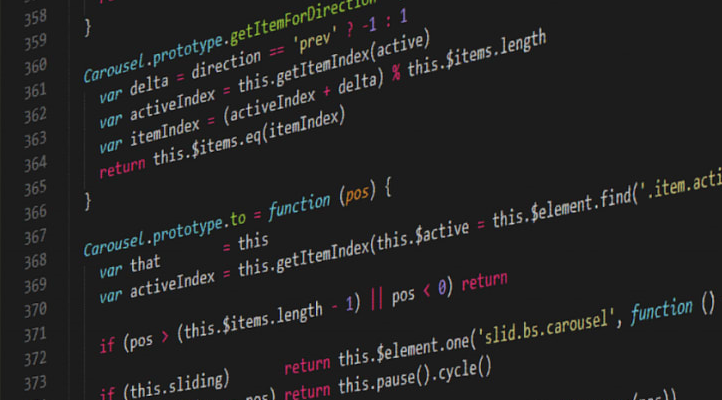 358
359 }
360
361 Carousel.prototype.getItemForDirection
362 var delta = direction == 'prev' ? -1 : 1
363 var activeIndex = this.getItemIndex(active)
364 var itemIndex = (activeIndex + delta) % this.$items.length
365 return this.$items.eq(itemIndex)
366 }
367
368 Carousel.prototype.to = function (pos) {
369 var that = this
370 var activeIndex = this.getItemIndex(this.$active = this.$element.find('.item.acti
371
372 if (pos > (this.$items.length - 1) || pos < 0) return
373
if (this.sliding) return this.$element.one('slid.bs.carousel', function ()
pos) return this.pause().cycle()